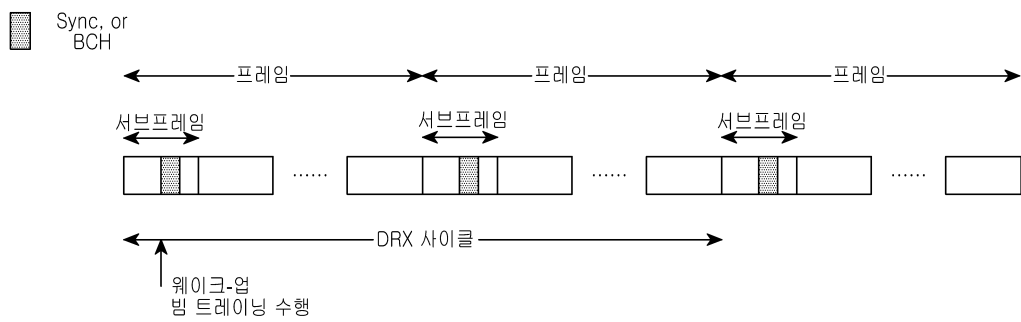 Sync, or
BCH
프레임 프레임 프레임
서브프레임 서브프레임 서브프레임
...... ...... ......
DRX 사이클
웨이크-업
빔 트레이닝 수행